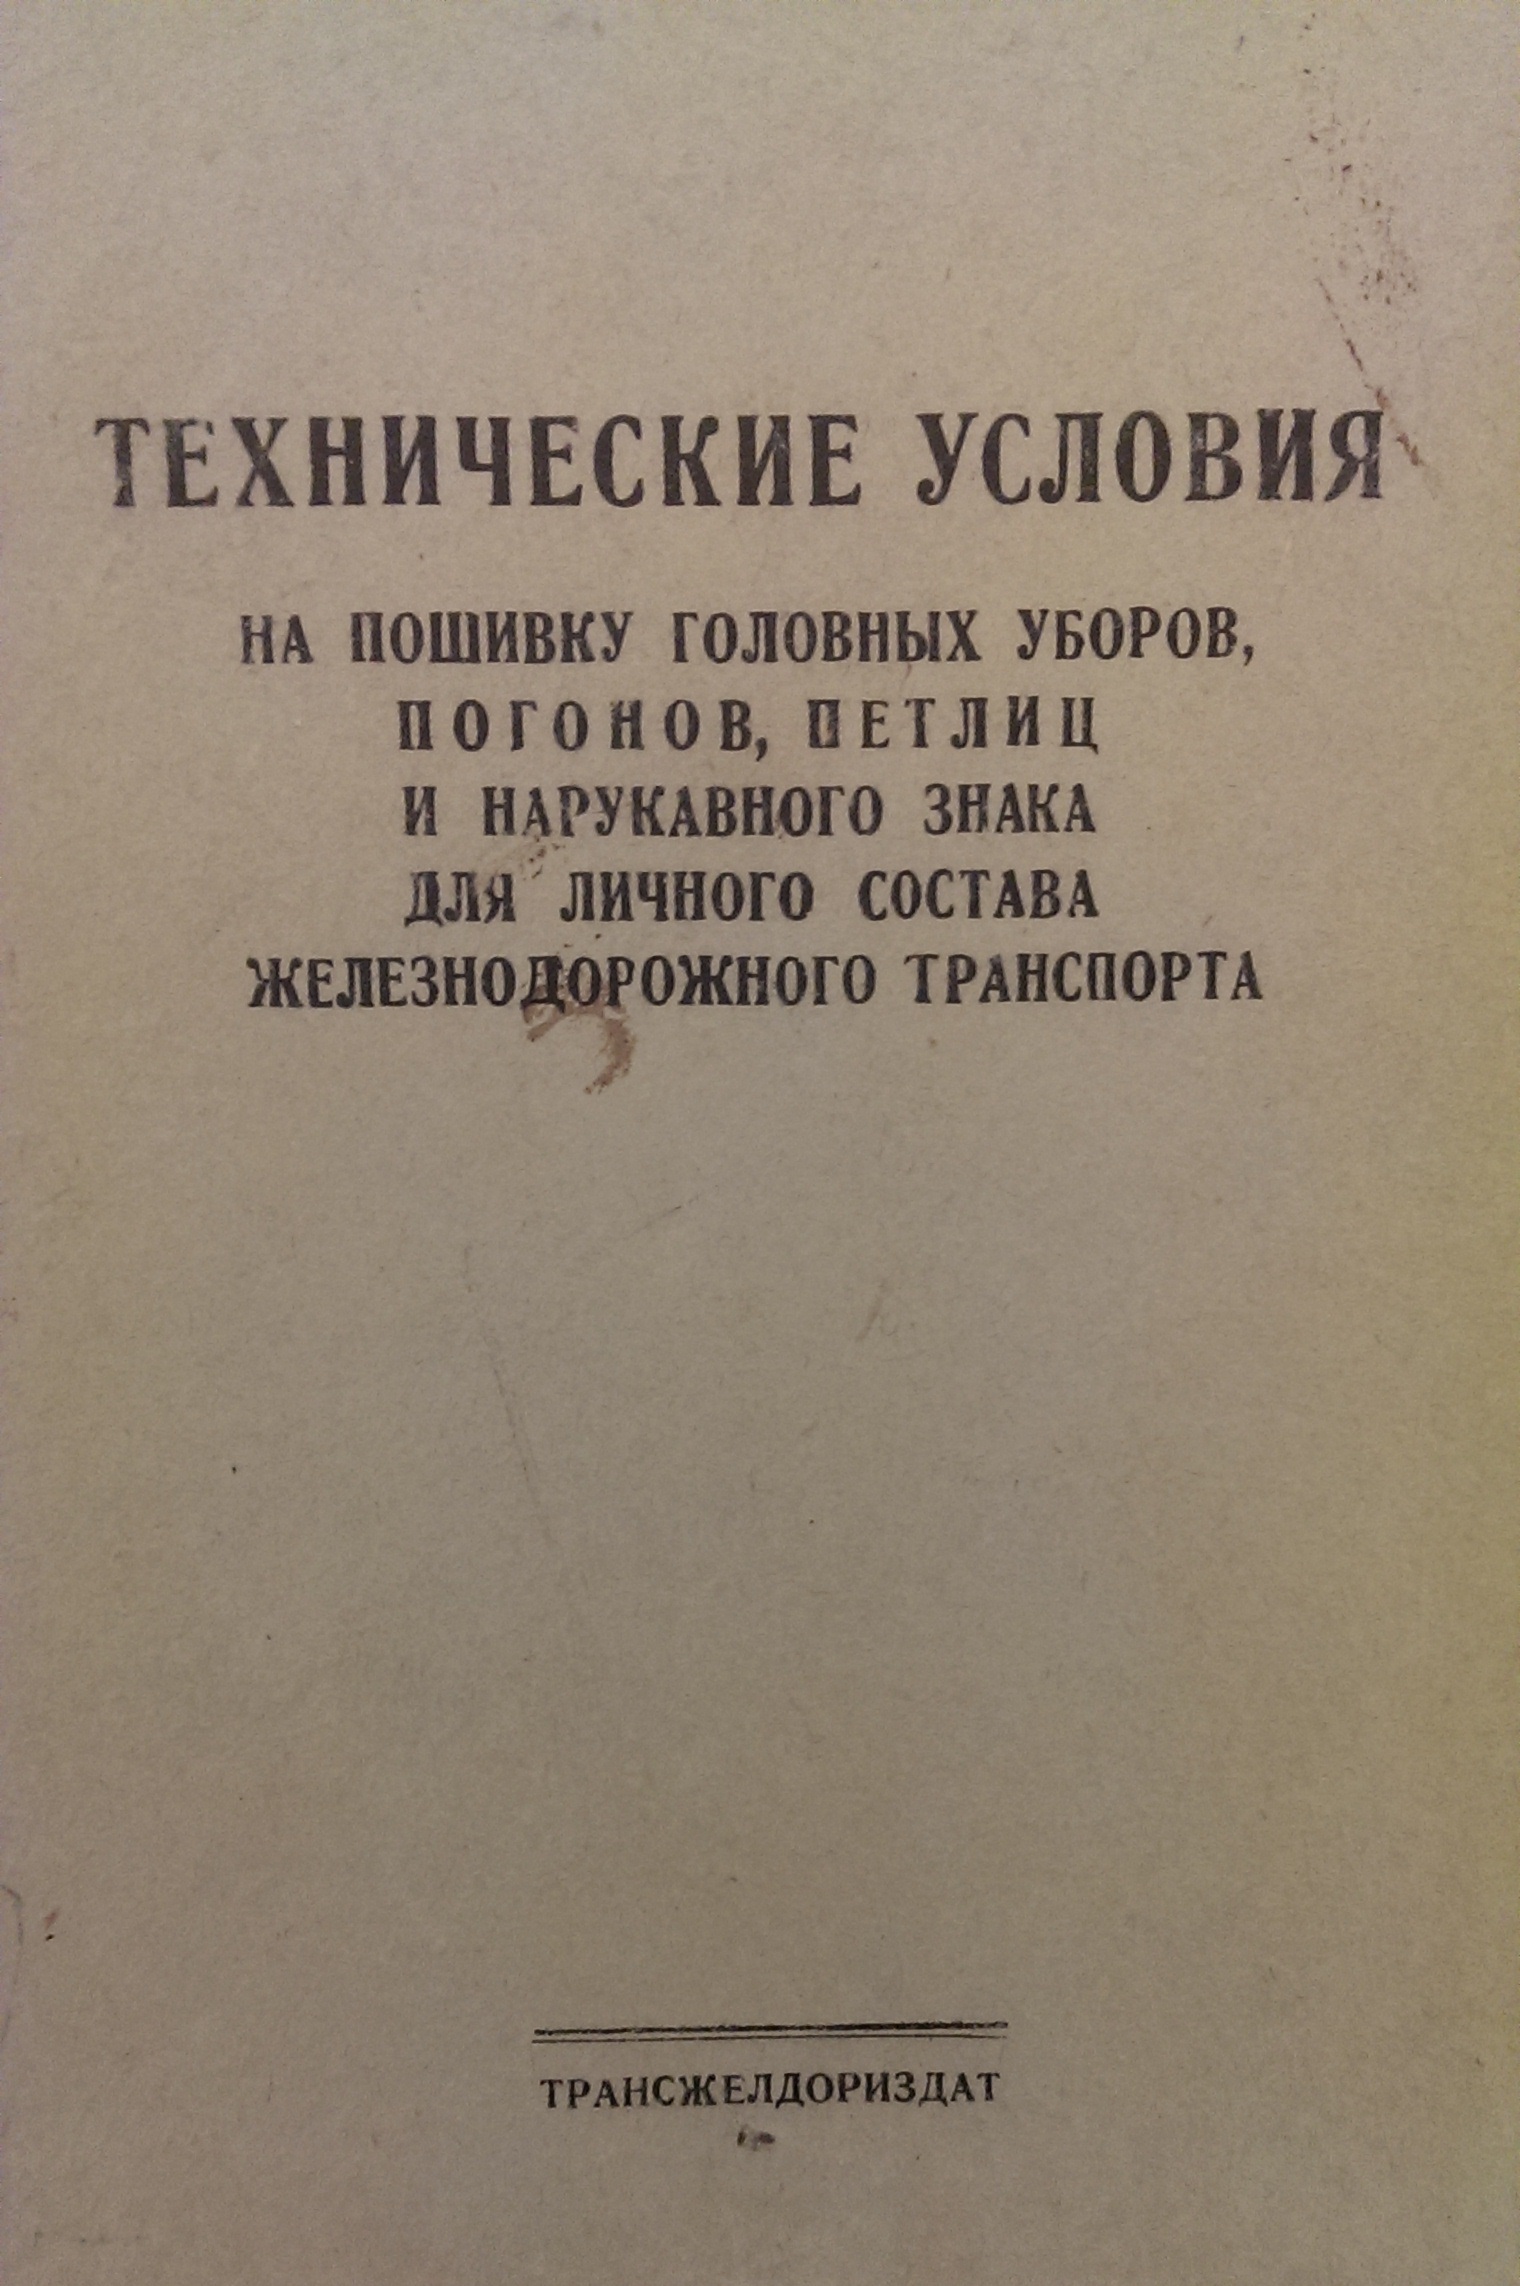 ТЕХНИЧЕСКИЕ УСЛОВИЯ
НА ПОШИВКУ ГОЛОВНЫХ УБОРОВ,
ПОГОНОВ, ПЕТЛИЦ
И НАРУКАВНОГО ЗНАКА
ДЛЯ ЛИЧНОГО СОСТАВА
ЖЕЛЕЗНОДОРОЖНОГО ТРАНСПОРТА
ТРАНСЖЕЛДОРИЗДАТ